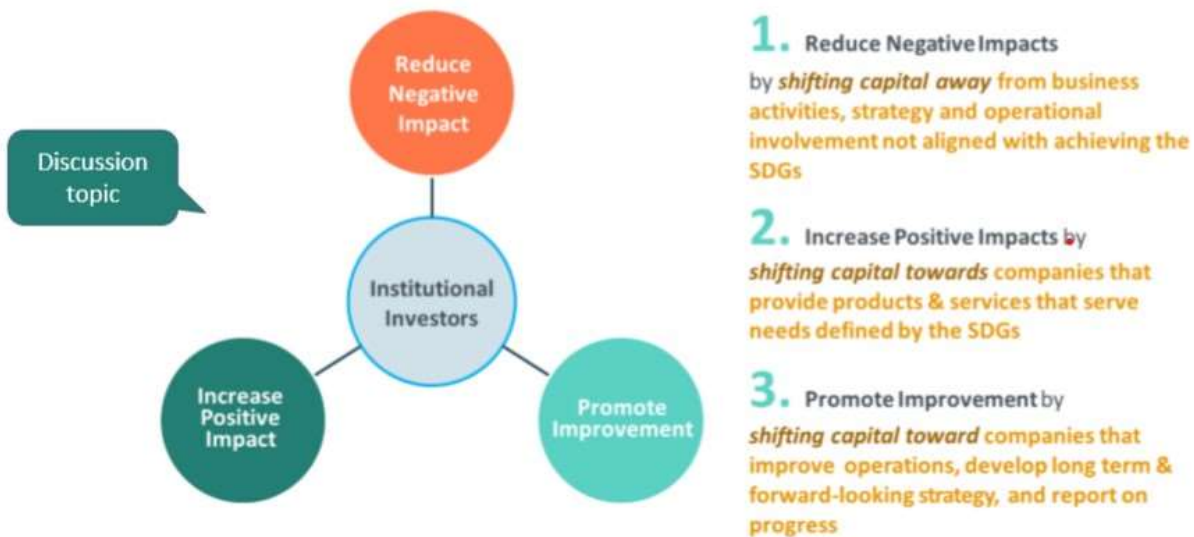 Reduce
Negative
Impact
Discussion
topic
Institutional
Investors
Increase
Positive
Impact
Promote
Improvement
1. Reduce Negative Impacts
by shifting capital away from business
activities, strategy and operational
involvement not aligned with achieving the
SDGs
2. Increase Positive Impacts by
shifting capital towards companies that
provide products & services that serve
needs defined by the SDGs
3. Promote Improvement by
shifting capital toward companies that
improve operations, develop long term &
forward-looking strategy, and report on
progress